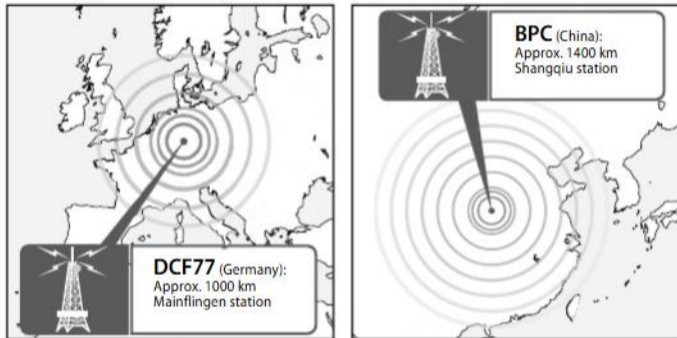 DCF77 (Germany):
Approx. 1000 km
Mainflingen station
BPC (China):
Approx. 1400 km
Shangqiu station